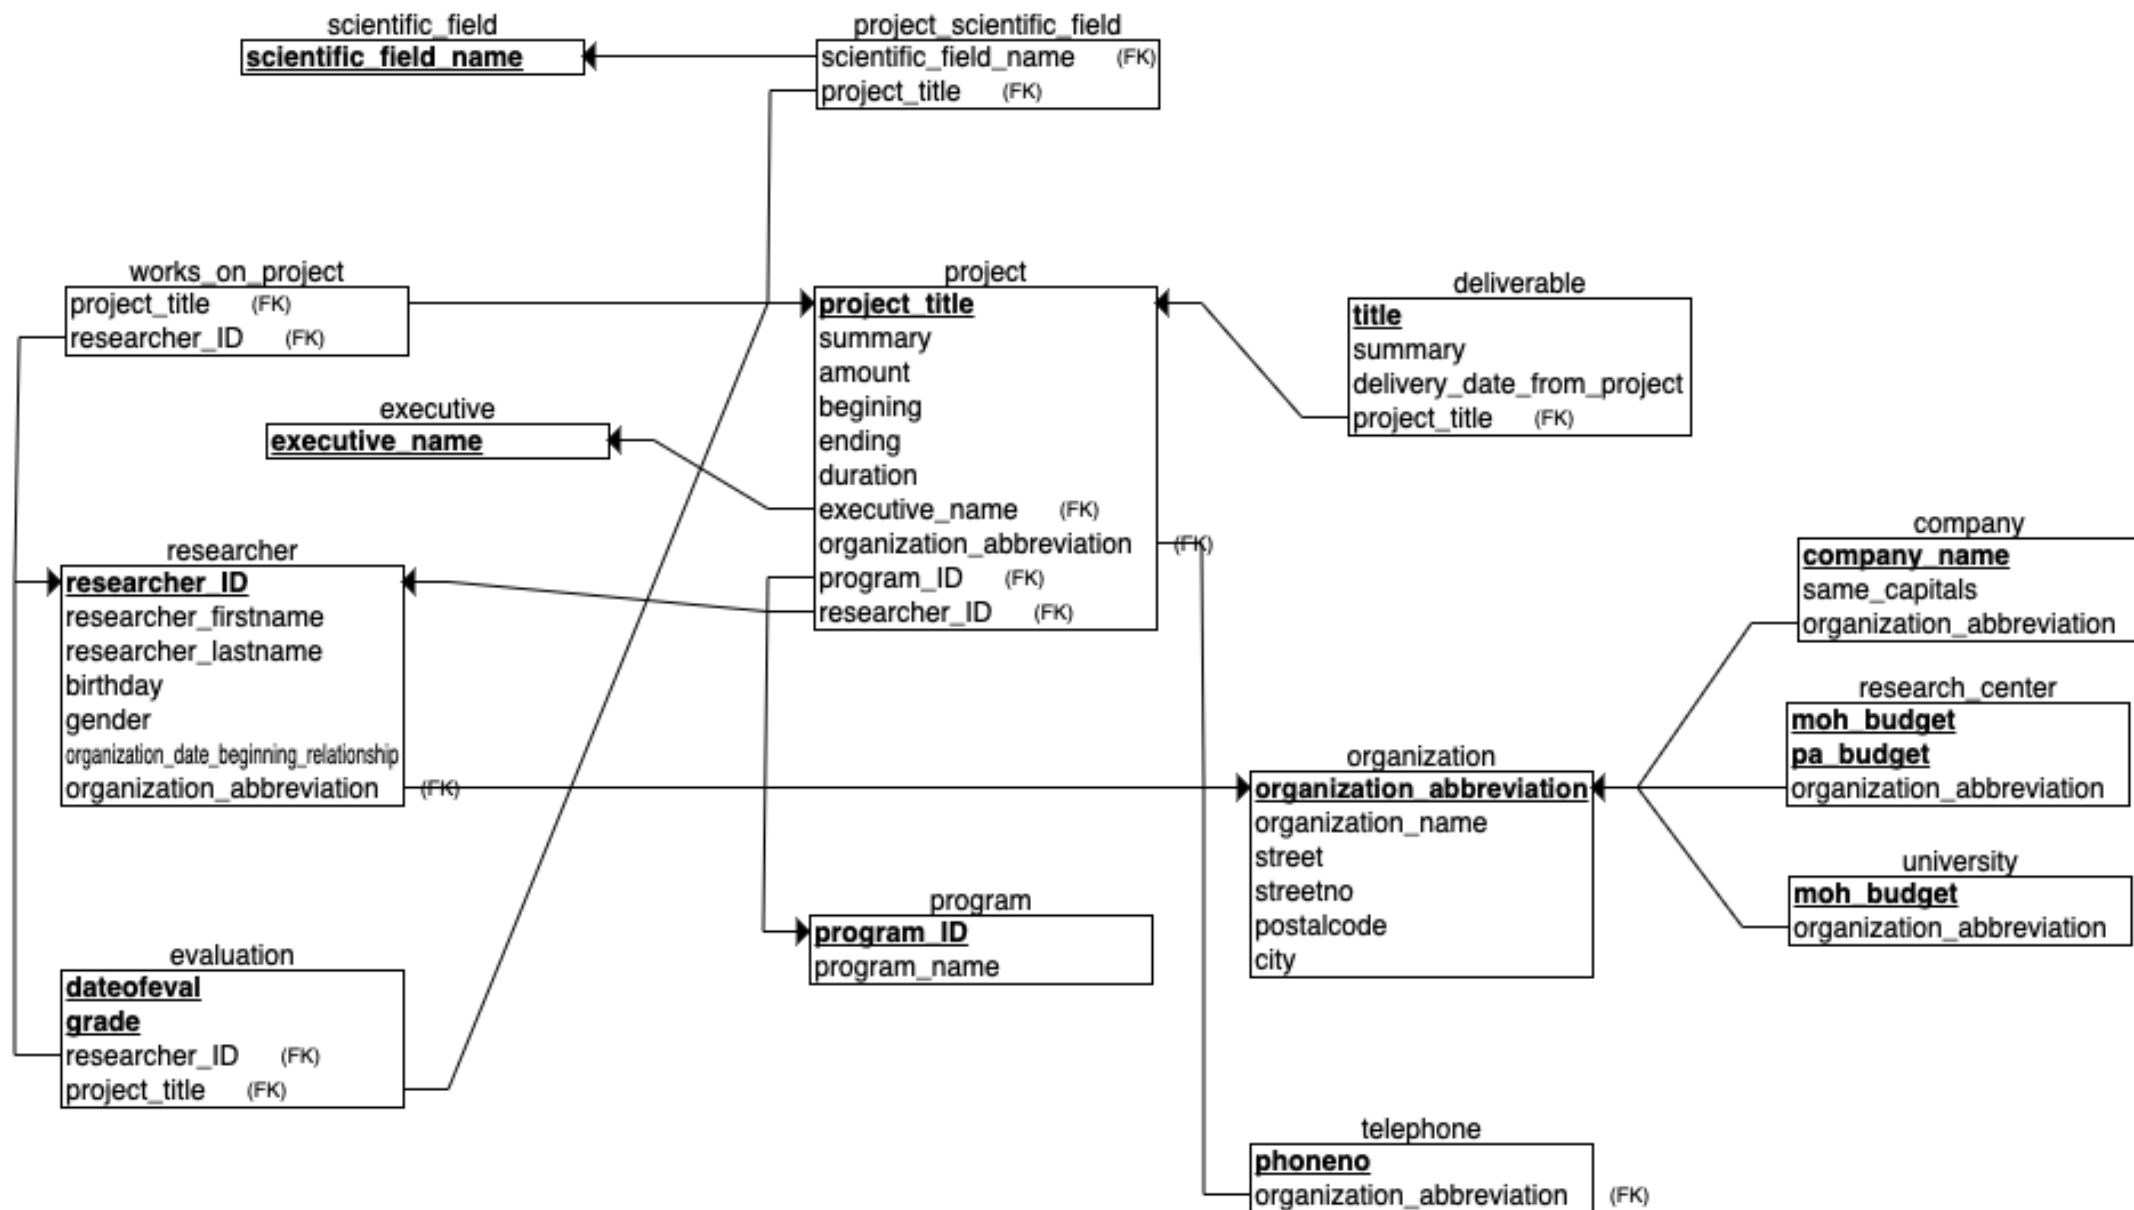 scientific_field
scientific_field_name
project_scientific_field
scientific_field_name (FK)
project_title (FK)
works_on_project
project_title (FK)
researcher_ID (FK)
project
project_title
summary
amount
begining
ending
duration
executive_name (FK)
organization_abbreviation (FK)
program_ID (FK)
researcher_ID (FK)
deliverable
title
summary
delivery_date_from_project
project_title (FK)
executive
executive_name
researcher
researcher_ID
researcher_firstname
researcher_lastname
birthday
gender
organization_date_beginning_relationship
organization_abbreviation (FK)
company
company_name
same_capitals
organization_abbreviation
research_center
moh_budget
pa_budget
organization_abbreviation
organization
organization_abbreviation
organization_name
street
streetno
postalcode
city
university
moh_budget
organization_abbreviation
program
program_ID
program_name
evaluation
dateofeval
grade
researcher_ID (FK)
project_title (FK)
telephone
phoneno
organization_abbreviation (FK)